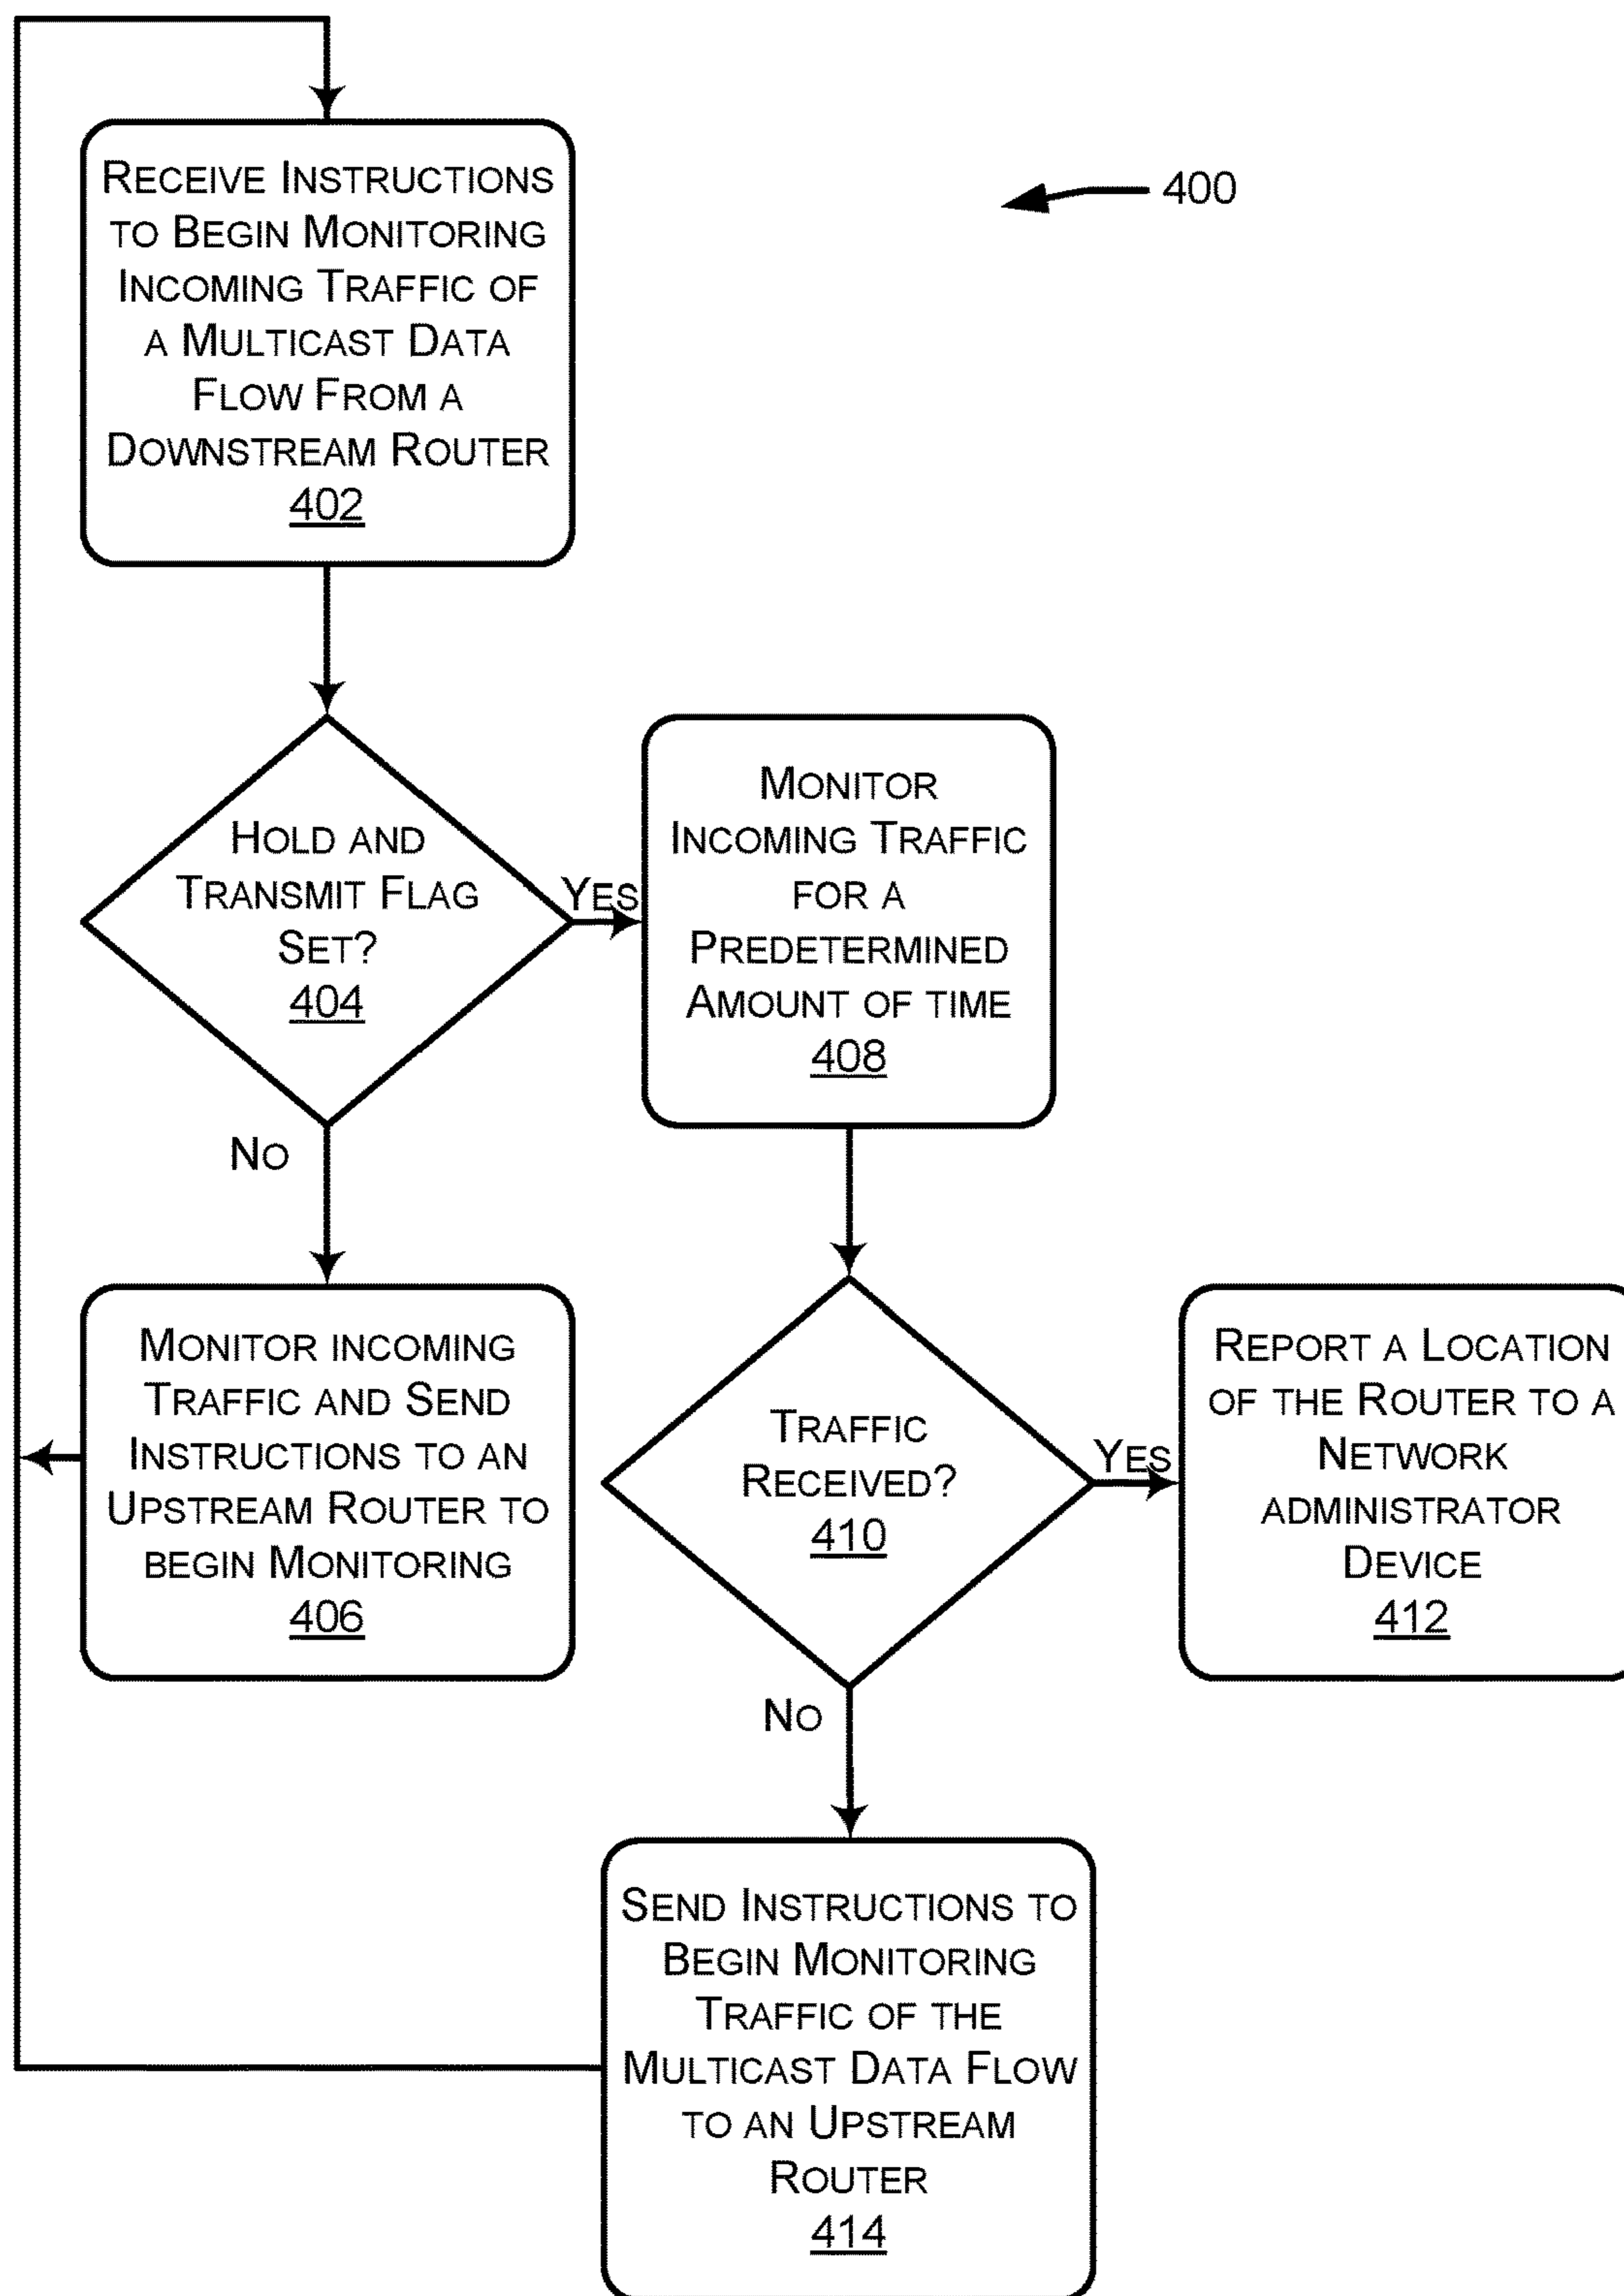 400
RECEIVE INSTRUCTIONS
TO BEGIN MONITORING
INCOMING TRAFFIC OF
A MULTICAST DATA
FLOW FROM A
DOWNSTREAM ROUTER
402
HOLD AND
TRANSMIT FLAG
SET?
404
YES
NO
MONITOR
INCOMING TRAFFIC
FOR A
PREDETERMINED
AMOUNT OF TIME
408
MONITOR INCOMING
TRAFFIC AND SEND
INSTRUCTIONS TO AN
UPSTREAM ROUTER TO
BEGIN MONITORING
406
TRAFFIC
RECEIVED?
410
YES
NO
REPORT A LOCATION
OF THE ROUTER TO A
NETWORK
ADMINISTRATOR
DEVICE
412
SEND INSTRUCTIONS TO
BEGIN MONITORING
TRAFFIC OF THE
MULTICAST DATA FLOW
TO AN UPSTREAM
ROUTER
414